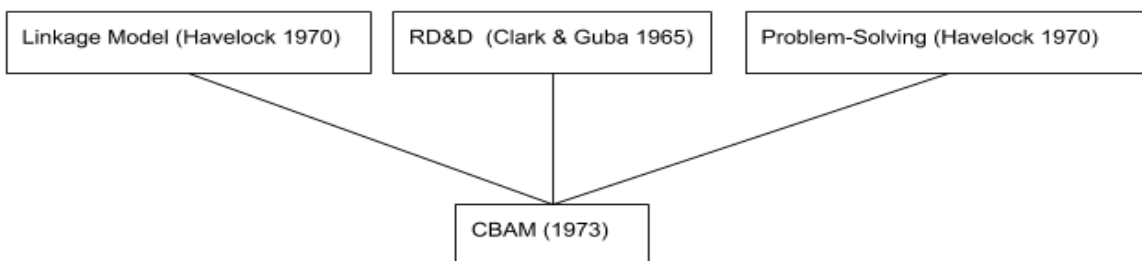 Linkage Model (Havelock 1970)
RD&D (Clark & Guba 1965)
Problem-Solving (Havelock 1970)
CBAM (1973)